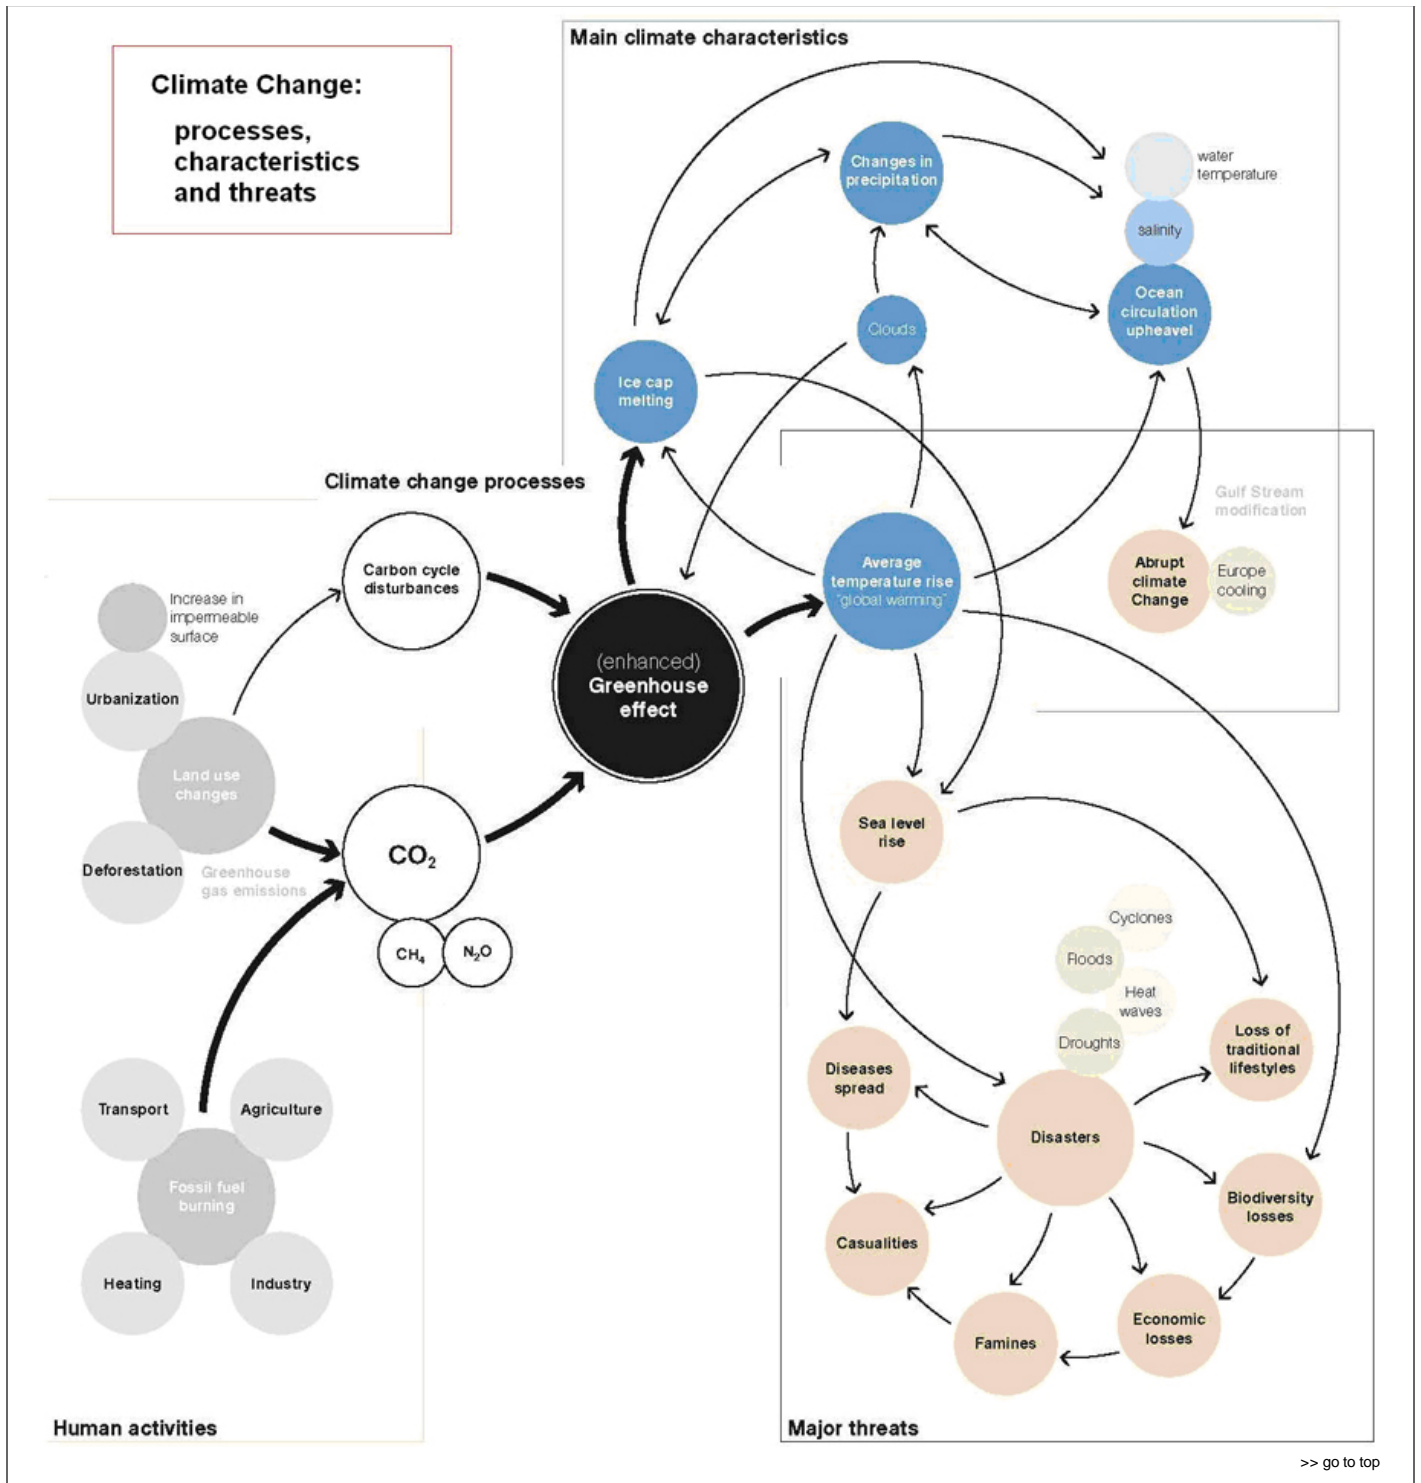 Main climate characteristics
Climate Change:
processes,
characteristics
and threats
Changes in
precipitation
water
temperature
salinity
Ocean
circulation
upheavel
Clouds
Ice cap
melting
Climate change processes
Gulf Stream
modification
Carbon cycle
disturbances
Average
temperature rise
"global warming"
Abrupt
climate
Change
Europe
cooling
Increase in
impermeable
surface
Urbanization
(enhanced)
Greenhouse
effect
Land use
changes
Sea level
rise
CO₂
Deforestation
Greenhouse
gas emissions
CH₄
N₂O
Cyclones
Floods
Heat
waves
Droughts
Loss of
traditional
lifestyles
Diseases
spread
Transport
Agriculture
Disasters
Fossil fuel
burning
Biodiversity
losses
Casualities
Heating
Industry
Economic
losses
Famines
Human activities
Major threats
>> go to top